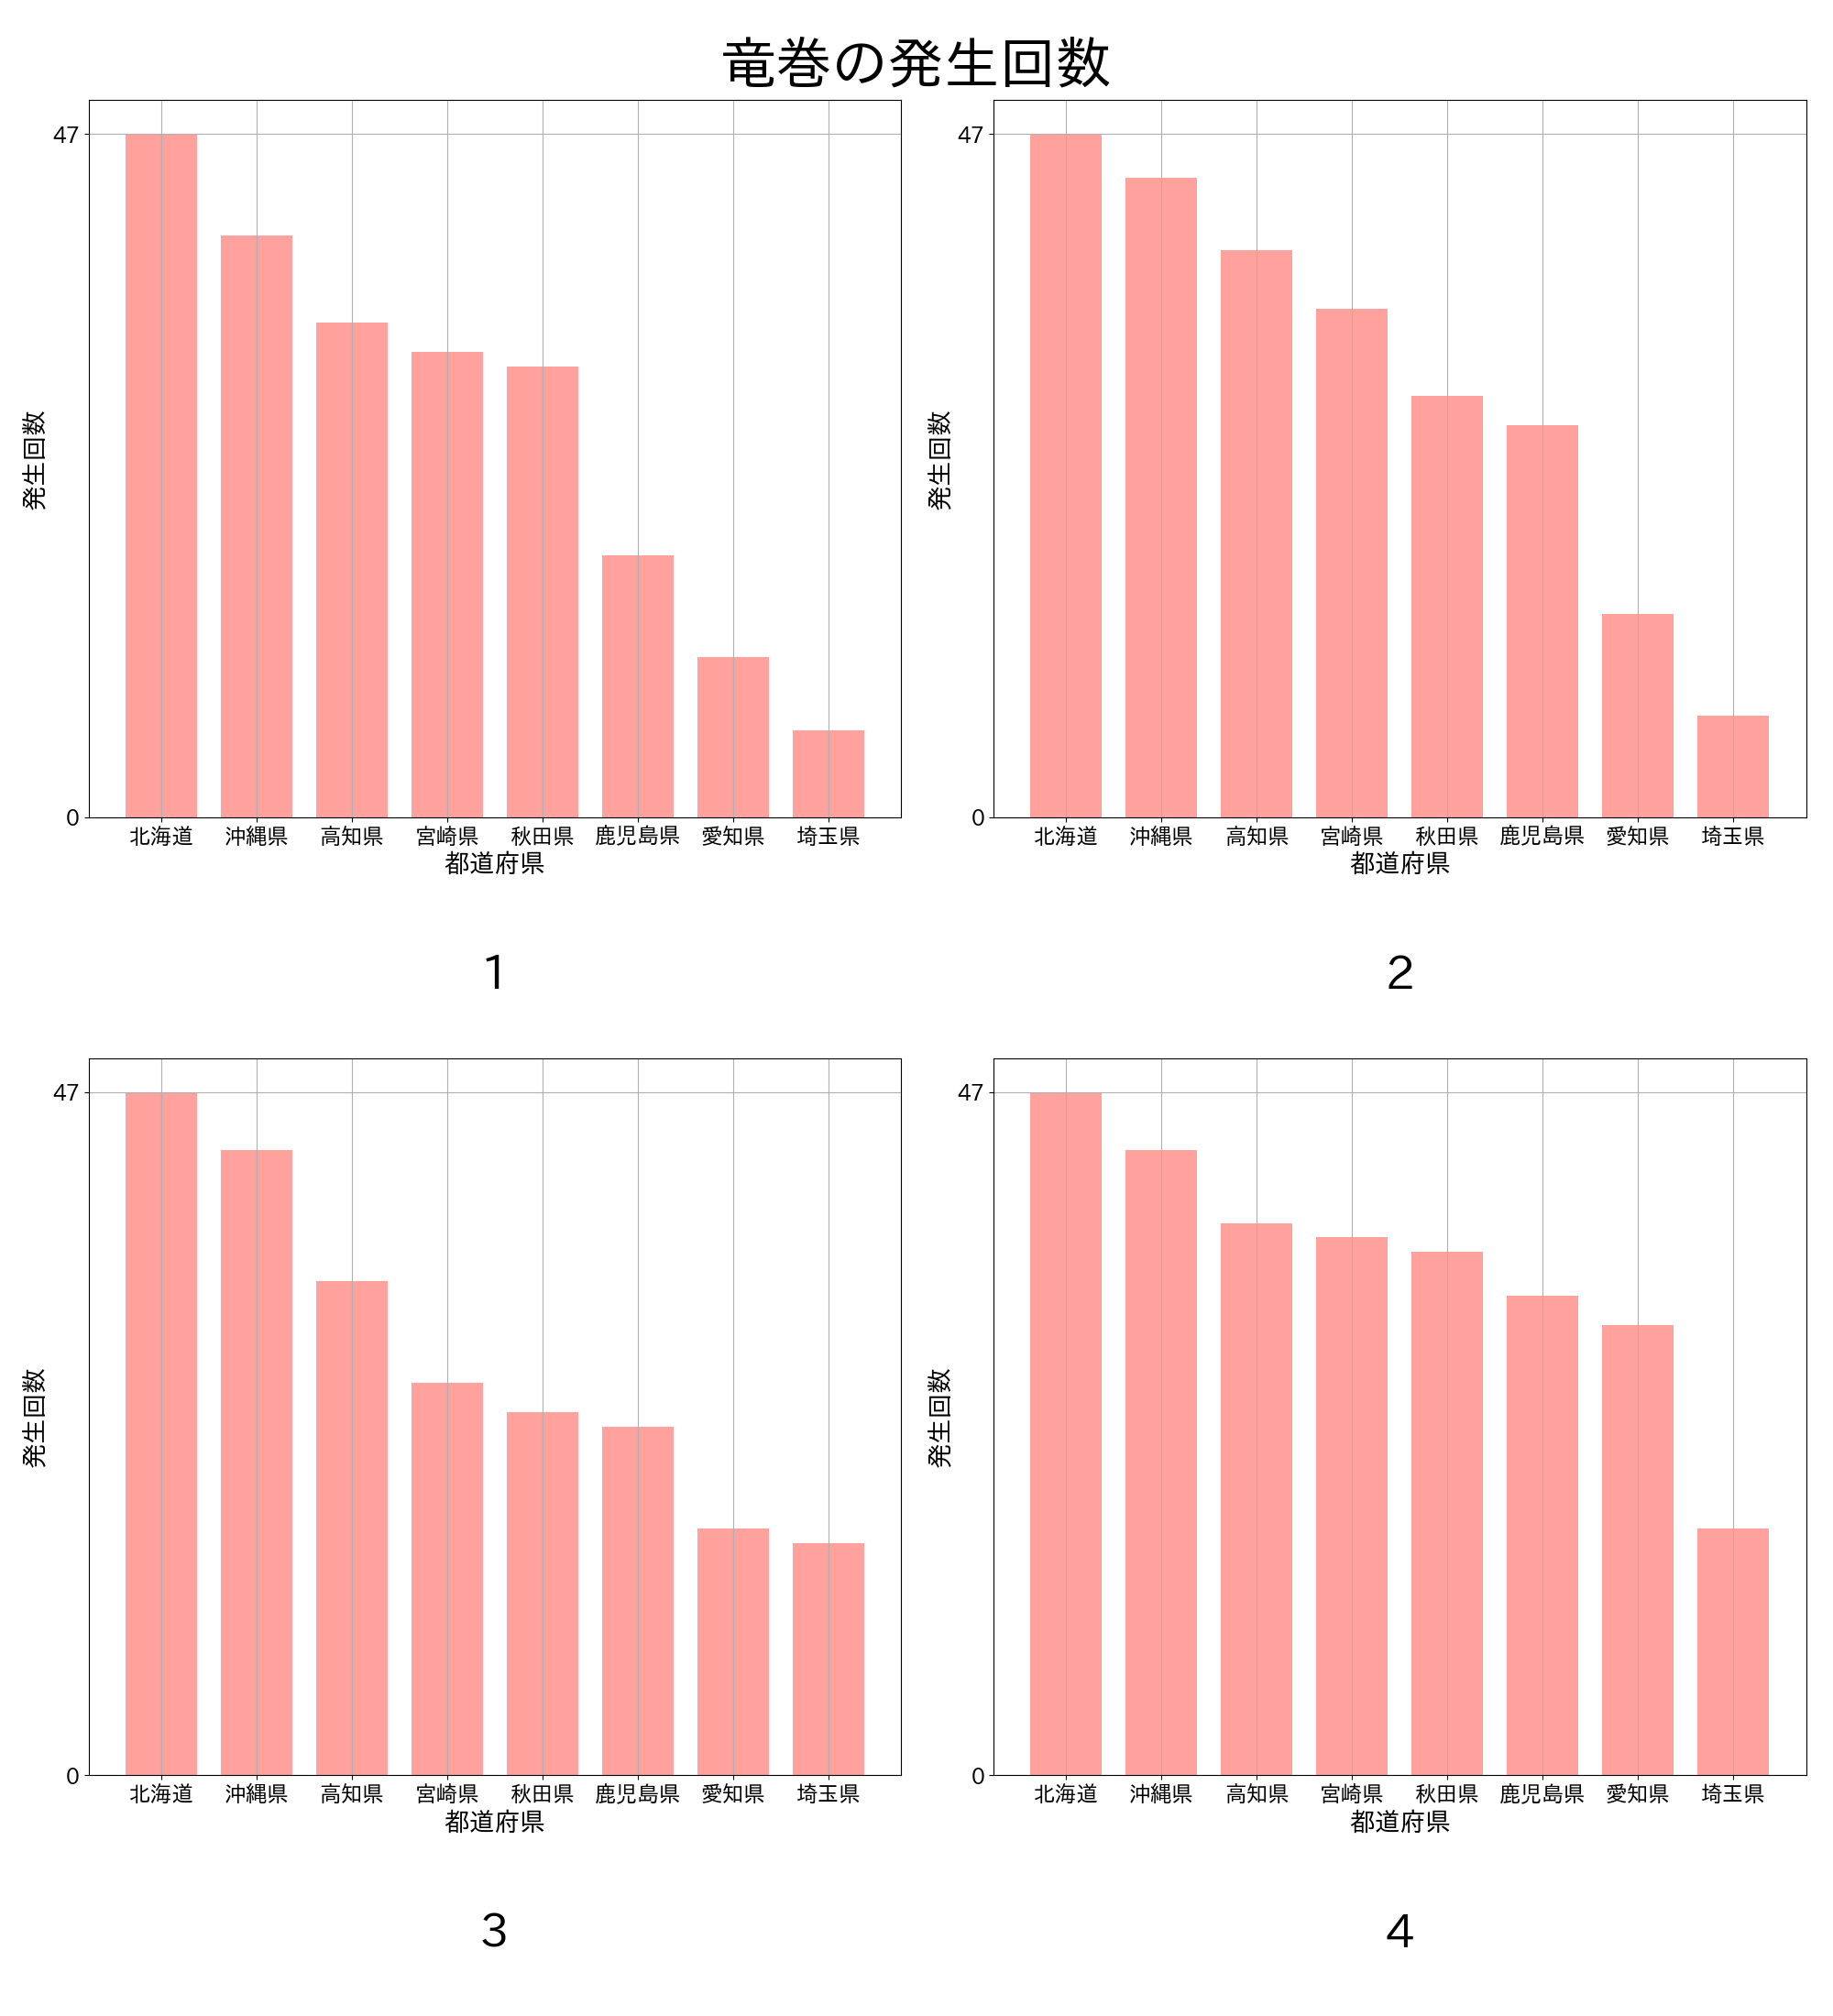 竜巻の発生回数
47
0
発生回数
北海道 沖縄県 高知県 宮崎県 秋田県 鹿児島県 愛知県 埼玉県
都道府県
1
47
0
発生回数
北海道 沖縄県 高知県 宮崎県 秋田県 鹿児島県 愛知県 埼玉県
都道府県
2
47
0
発生回数
北海道 沖縄県 高知県 宮崎県 秋田県 鹿児島県 愛知県 埼玉県
都道府県
3
47
0
発生回数
北海道 沖縄県 高知県 宮崎県 秋田県 鹿児島県 愛知県 埼玉県
都道府県
4